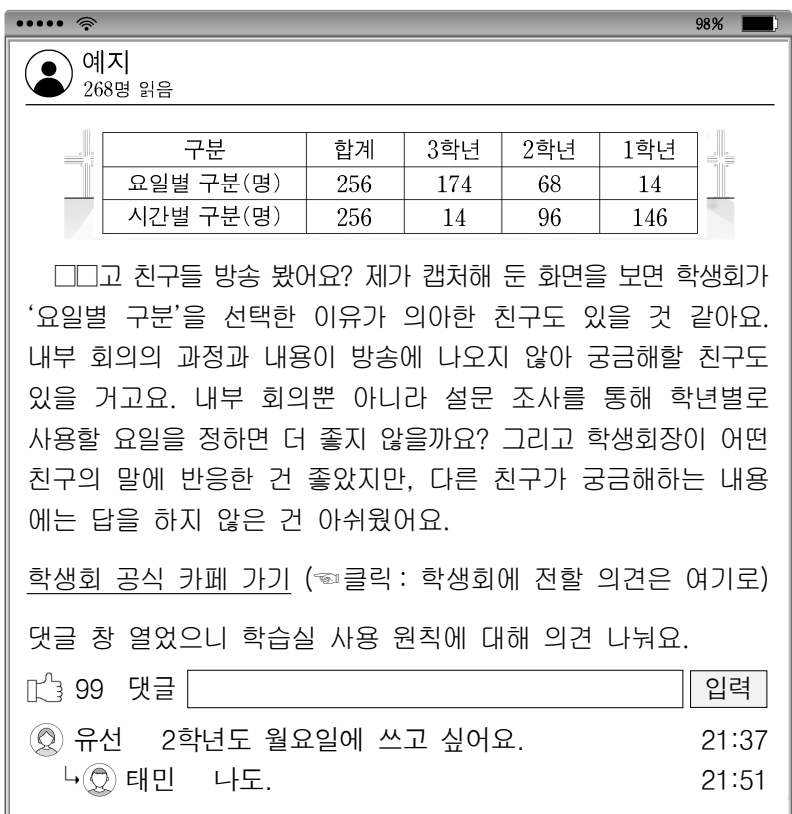 98%
예지
268명 읽음
구분 합계 3학년 2학년 1학년
요일별 구분(명) 256 174 68 14
시간별 구분(명) 256 14 96 146
□□고 친구들 방송 봤어요? 제가 캡처해 둔 화면을 보면 학생회가
‘요일별 구분’을 선택한 이유가 의아한 친구도 있을 것 같아요.
내부 회의의 과정과 내용이 방송에 나오지 않아 궁금해할 친구도
있을 거고요. 내부 회의뿐 아니라 설문 조사를 통해 학년별로
사용할 요일을 정하면 더 좋지 않을까요? 그리고 학생회장이 어떤
친구의 말에 반응한 건 좋았지만, 다른 친구가 궁금해하는 내용
에는 답을 하지 않은 건 아쉬웠어요.
학생회 공식 카페 가기 (☜클릭 : 학생회에 전할 의견은 여기로)
댓글 창 열었으니 학습실 사용 원칙에 대해 의견 나눠요.
99 댓글 입력
유선 2학년도 월요일에 쓰고 싶어요. 21:37
태민 나도. 21:51